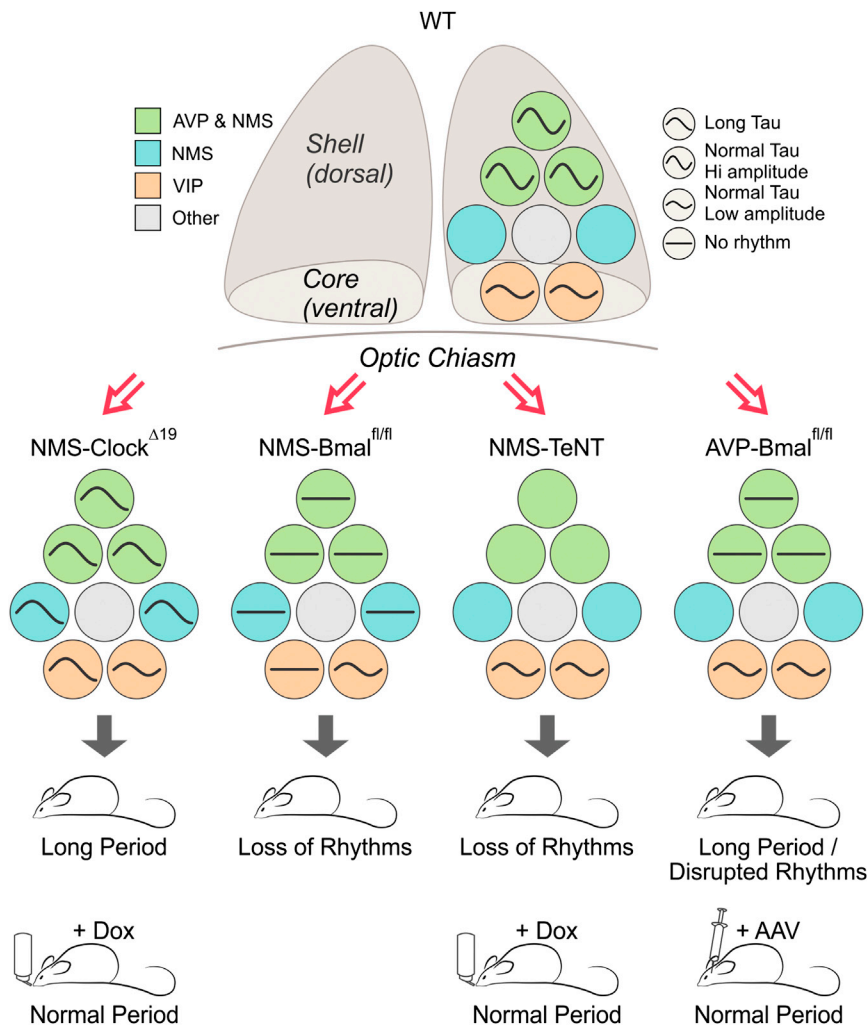 WT
AVP & NMS
NMS
VIP
Other
Shell
(dorsal)
Core
(ventral)
Long Tau
Normal Tau
Hi amplitude
Normal Tau
Low amplitude
No rhythm
Optic Chiasm
NMS-Clock^Δ19
NMS-Bmal^fl/fl
NMS-TeNT
AVP-Bmal^fl/fl
Long Period
Loss of Rhythms
Loss of Rhythms
Long Period /
Disrupted Rhythms
+ Dox
Normal Period
+ Dox
Normal Period
+ AAV
Normal Period